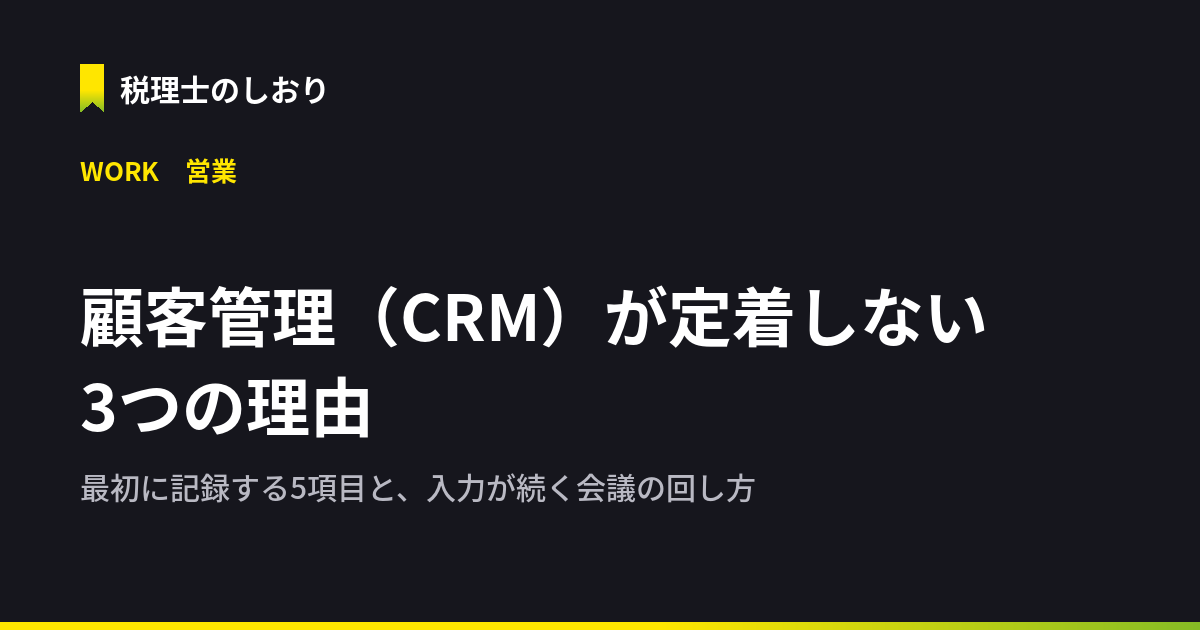 税理士のしおり
WORK　営業
顧客管理（CRM）が定着しない
3つの理由
最初に記録する5項目と、入力が続く会議の回し方